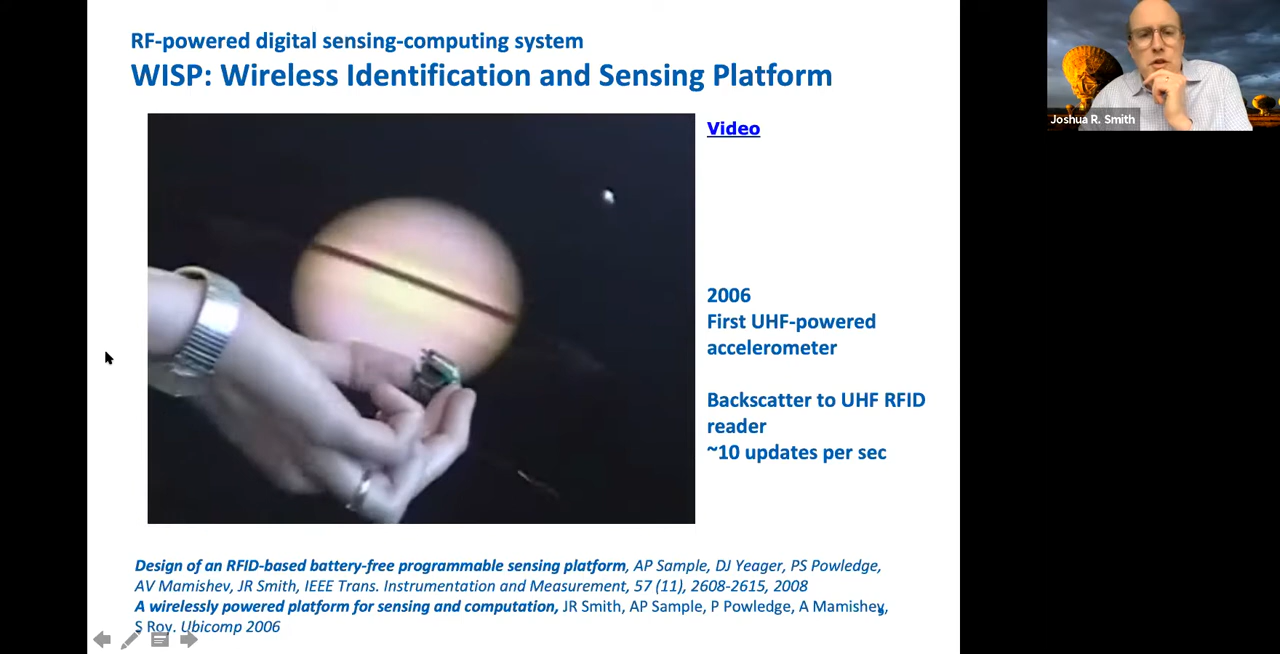 RF-powered digital sensing-computing system
WISP: Wireless Identification and Sensing Platform
Video
2006
First UHF-powered
accelerometer
Backscatter to UHF RFID
reader
~10 updates per sec
Design of an RFID-based battery-free programmable sensing platform, AP Sample, DJ Yeager, PS Powledge,
AV Mamishev, JR Smith, IEEE Trans. Instrumentation and Measurement, 57 (11), 2608-2615, 2008
A wirelessly powered platform for sensing and computation, JR Smith, AP Sample, P Powledge, A Mamishev,
S Roy. Ubicomp 2006
Joshua R. Smith